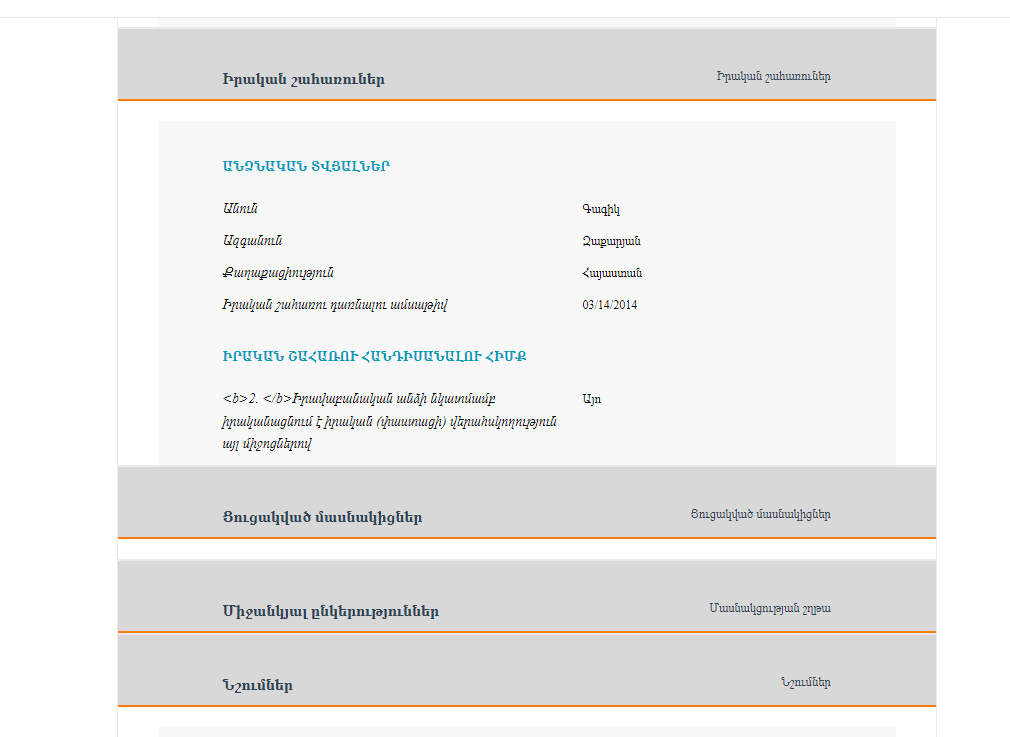 Իրական շահառուներ
Իրական շահառուներ
ԱՆՁՆԱԿԱՆ ՏՎՅԱԼՆԵՐ
Անուն
Գագիկ
Ազգանուն
Զաքարյան
Քաղաքացիություն
Հայաստան
Իրական շահառու դառնալու ամսաթիվ
03/14/2014
ԻՐԱԿԱՆ ՇԱՀԱՌՈՒ ՀԱՆԴԻՍԱՆԱԼՈՒ ՀԻՄՔ
<b>2. </b>Իրավաբանական անձի նկատմամբ
Այո
իրականացնում է իրական (փաստացի) վերահսկողություն
այլ միջոցներով
Ցուցակված մասնակիցներ
Ցուցակված մասնակիցներ
Միջանկյալ ընկերություններ
Մասնակցության շղթա
Նշումներ
Նշումներ